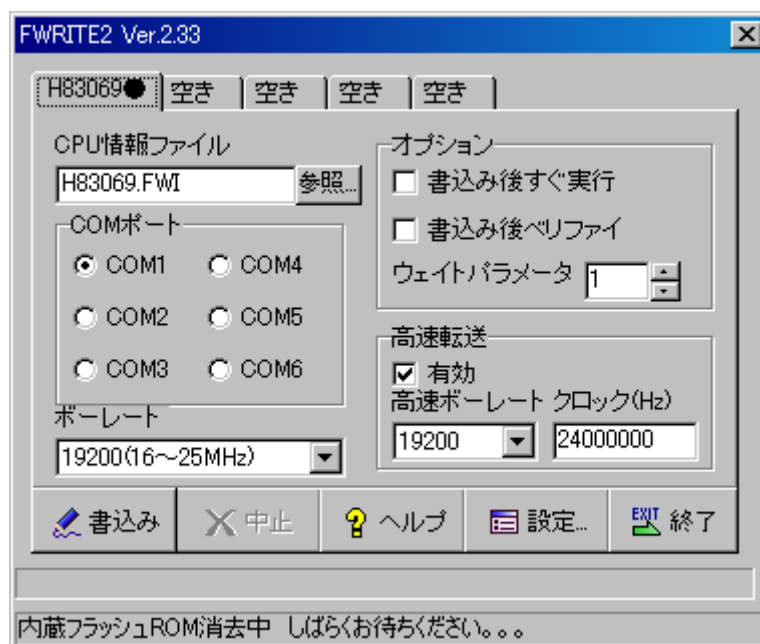 FWRITE2 Ver.2.33
H83069● 空き 空き 空き 空き
CPU情報ファイル
H83069.FWI 参照...
COMポート
COM1 COM4
COM2 COM5
COM3 COM6
ボーレート
19200(16～25MHz)
オプション
書込み後すぐ実行
書込み後ベリファイ
ウェイトパラメータ 1
高速転送
有効
高速ボーレート クロック(Hz)
19200 24000000
書込み 中止 ヘルプ 設定... EXIT 終了
内蔵フラッシュROM消去中 しばらくお待ちください。。。